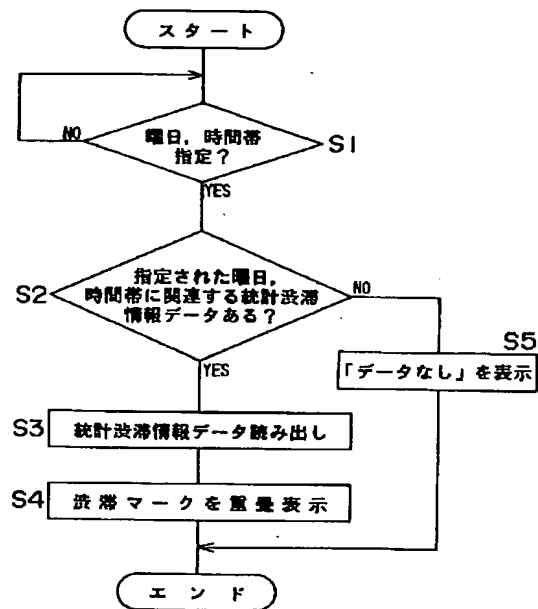 スタート
NO
曜日，時間帯
指定？
S1
YES
指定された曜日，
時間帯に関連する統計渋滞
情報データある？
S2
NO
YES
S5
「データなし」を表示
S3
統計渋滞情報データ読み出し
S4
渋滞マークを重畳表示
エンド